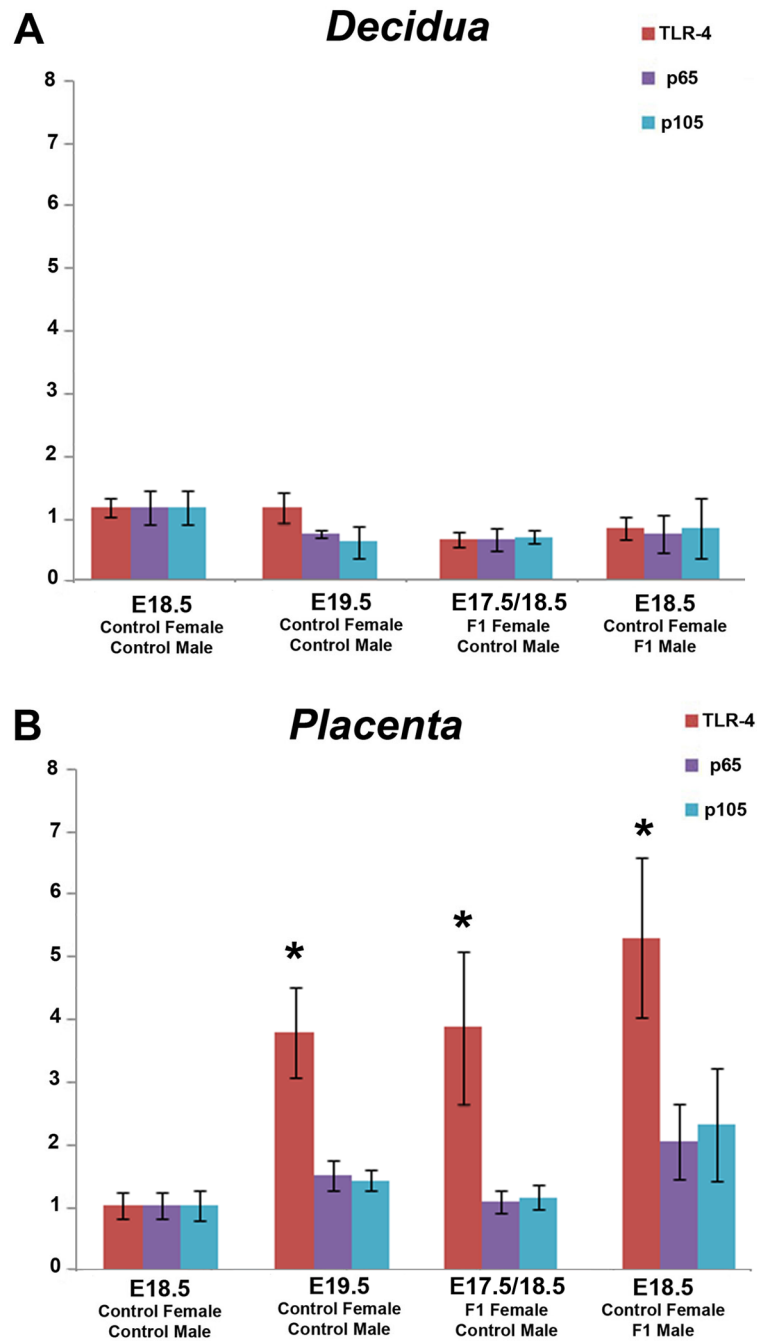 A
Decidua
TLR-4
p65
p105
8
7
6
5
4
3
2
1
0
E18.5
Control Female
Control Male
E19.5
Control Female
Control Male
E17.5/18.5
F1 Female
Control Male
E18.5
Control Female
F1 Male
B
Placenta
TLR-4
p65
p105
8
7
6
5
4
3
2
1
0
*
*
*
E18.5
Control Female
Control Male
E19.5
Control Female
Control Male
E17.5/18.5
F1 Female
Control Male
E18.5
Control Female
F1 Male